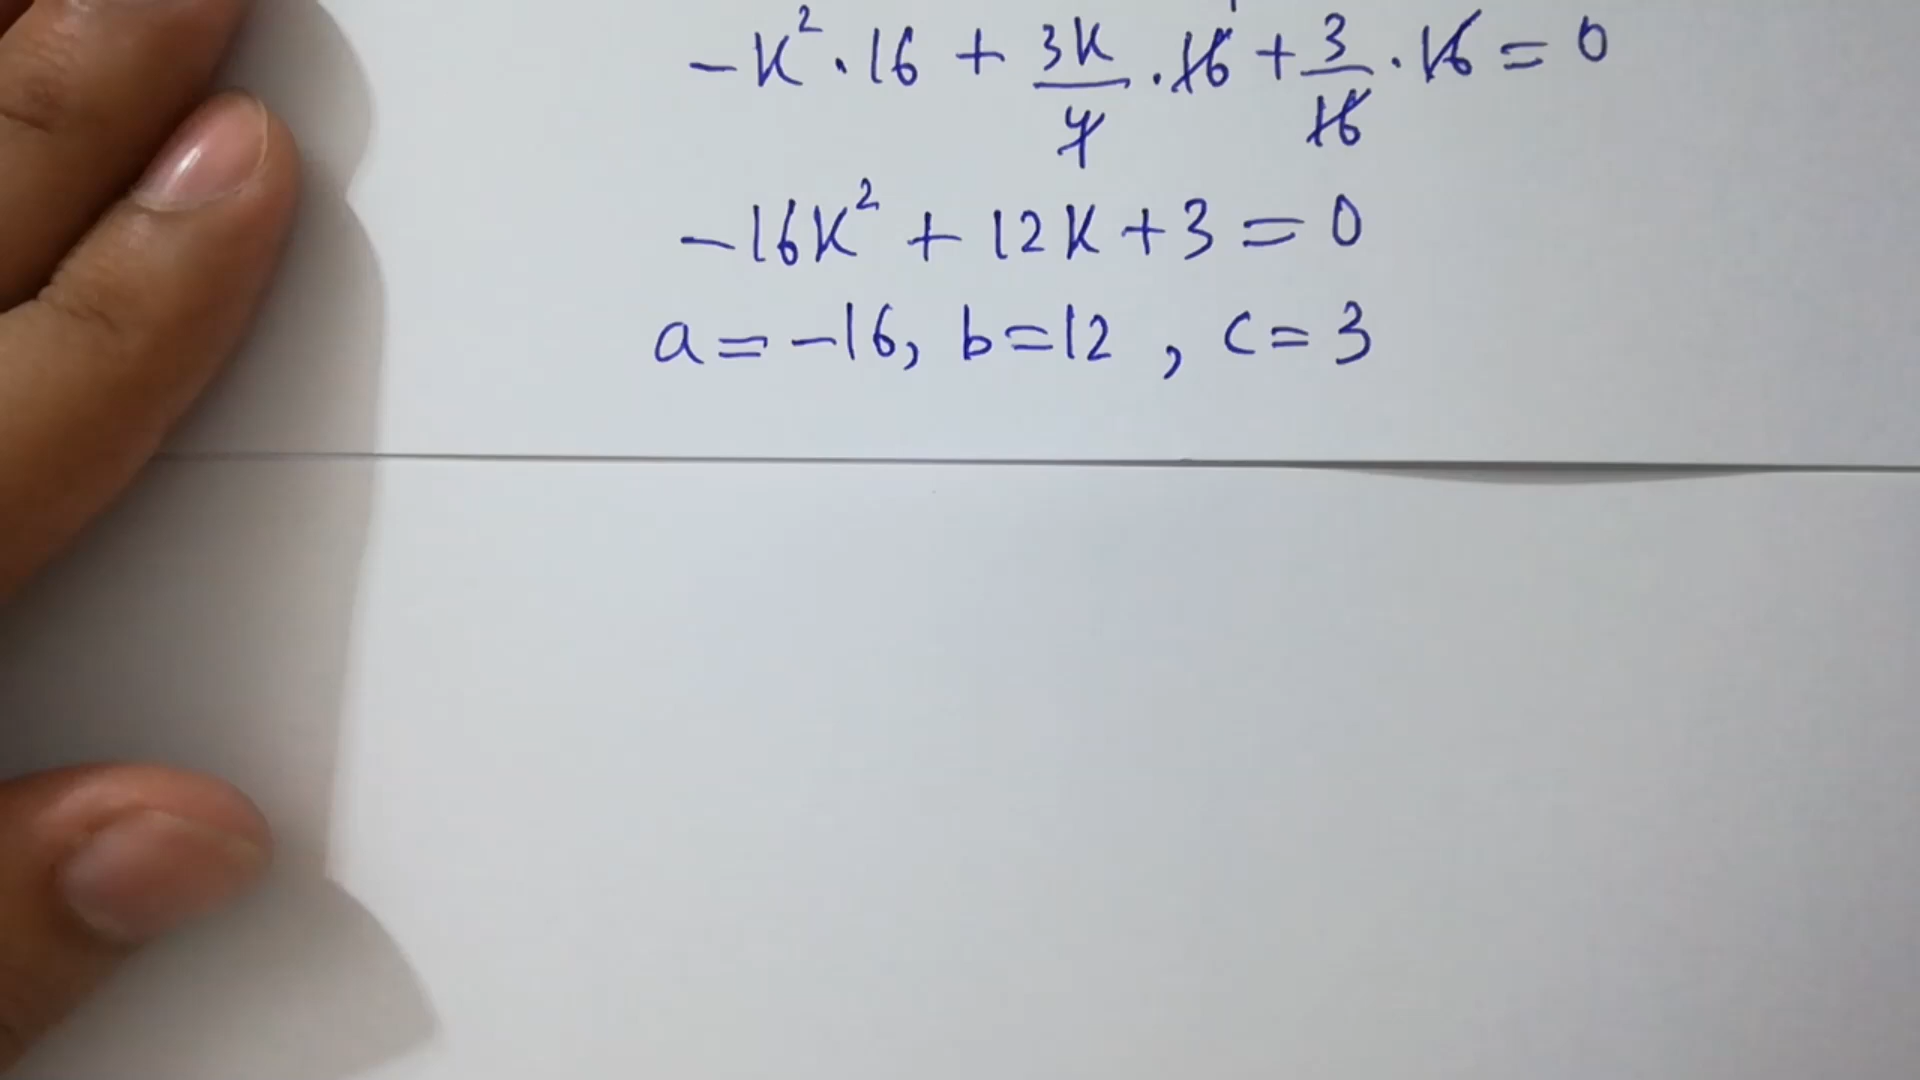 -K²·16 + 3K/4 ·16 + 3/16 ·16 = 0
-16K² + 12K + 3 = 0
a = -16, b = 12 , c = 3